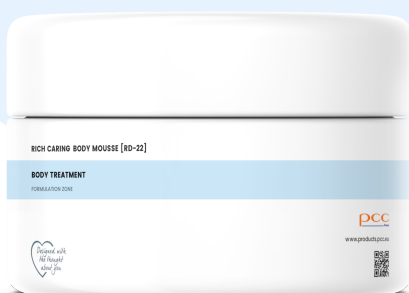 RICH CARING BODY MOUSSE [RD-22]
BODY TREATMENT
FORMULATION ZONE
pcc
www.products.pcc.eu
Designed with
the thought
about you